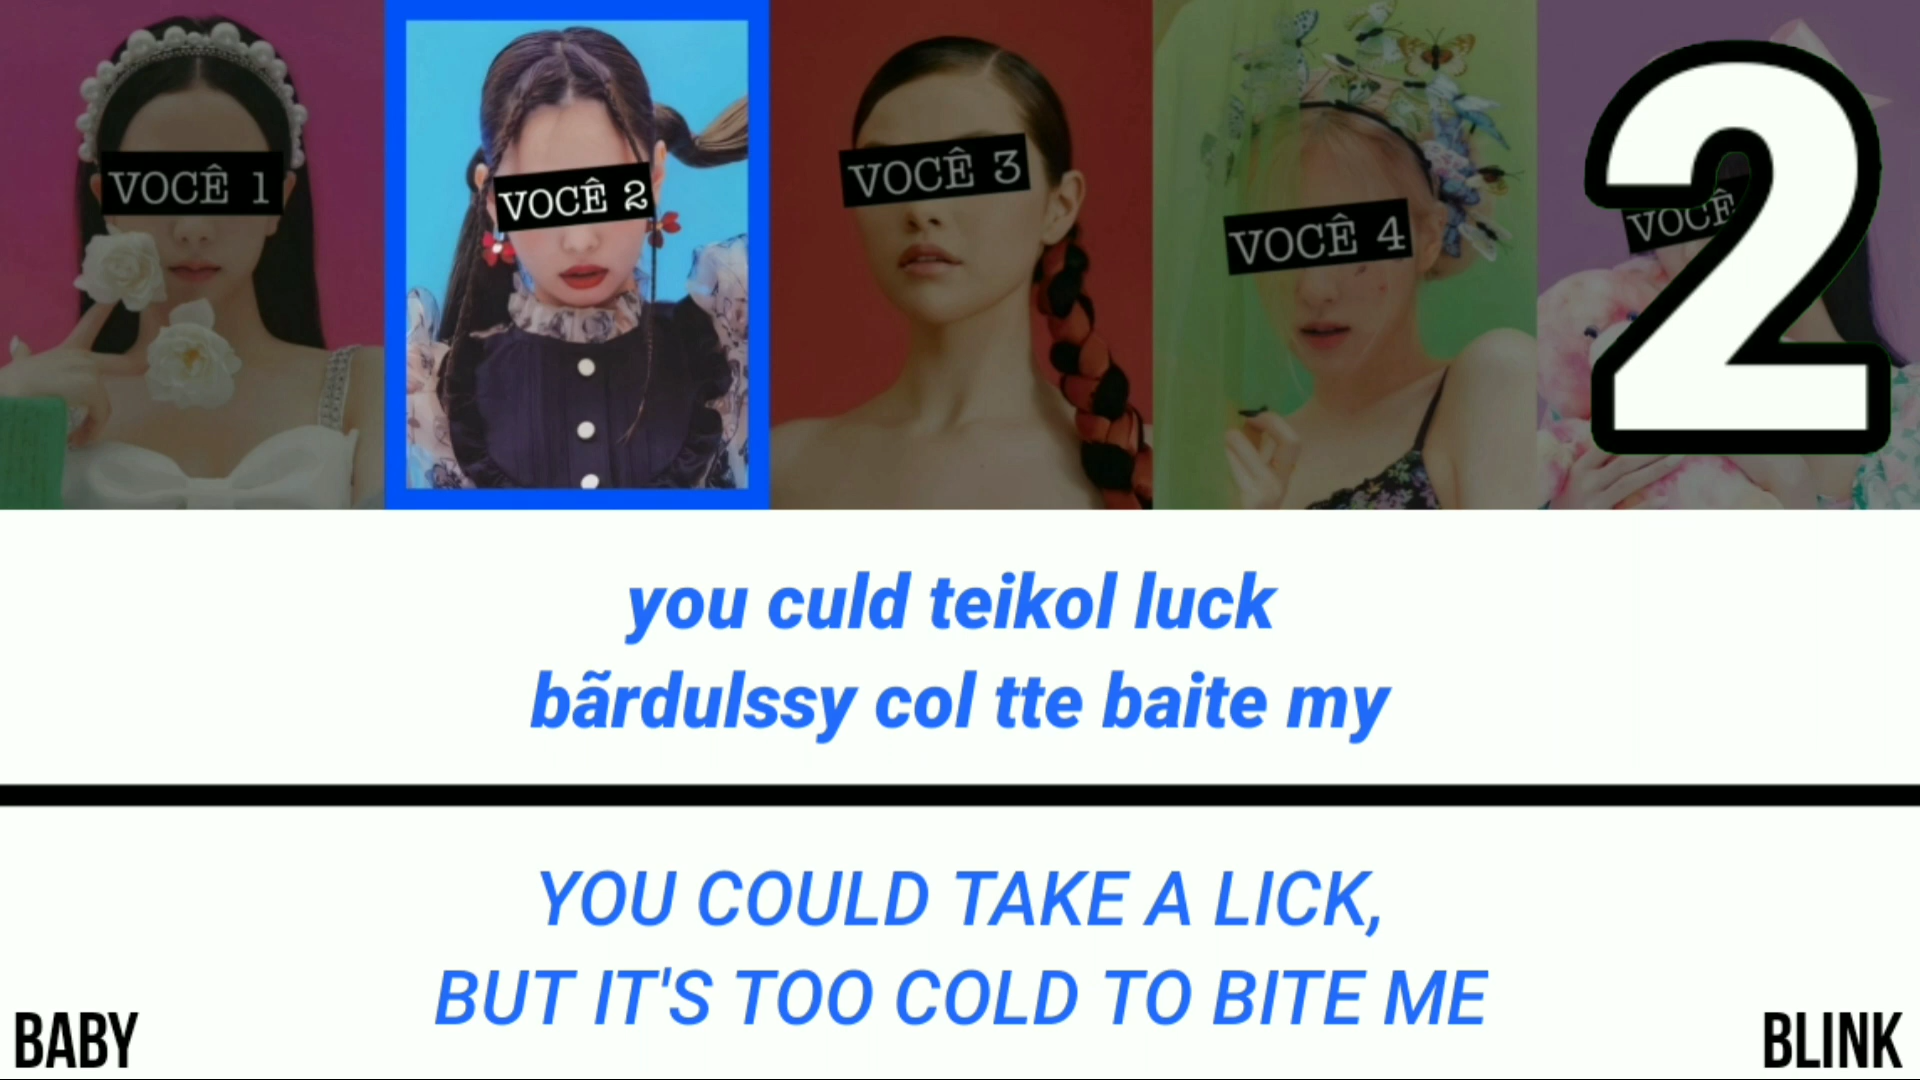 VOCÊ 1
VOCÊ 2
VOCÊ 3
VOCÊ 4
VOCÊ
2
you culd teikol luck
bãrdulssy col tte baite my
YOU COULD TAKE A LICK,
BUT IT'S TOO COLD TO BITE ME
BABY
BLINK